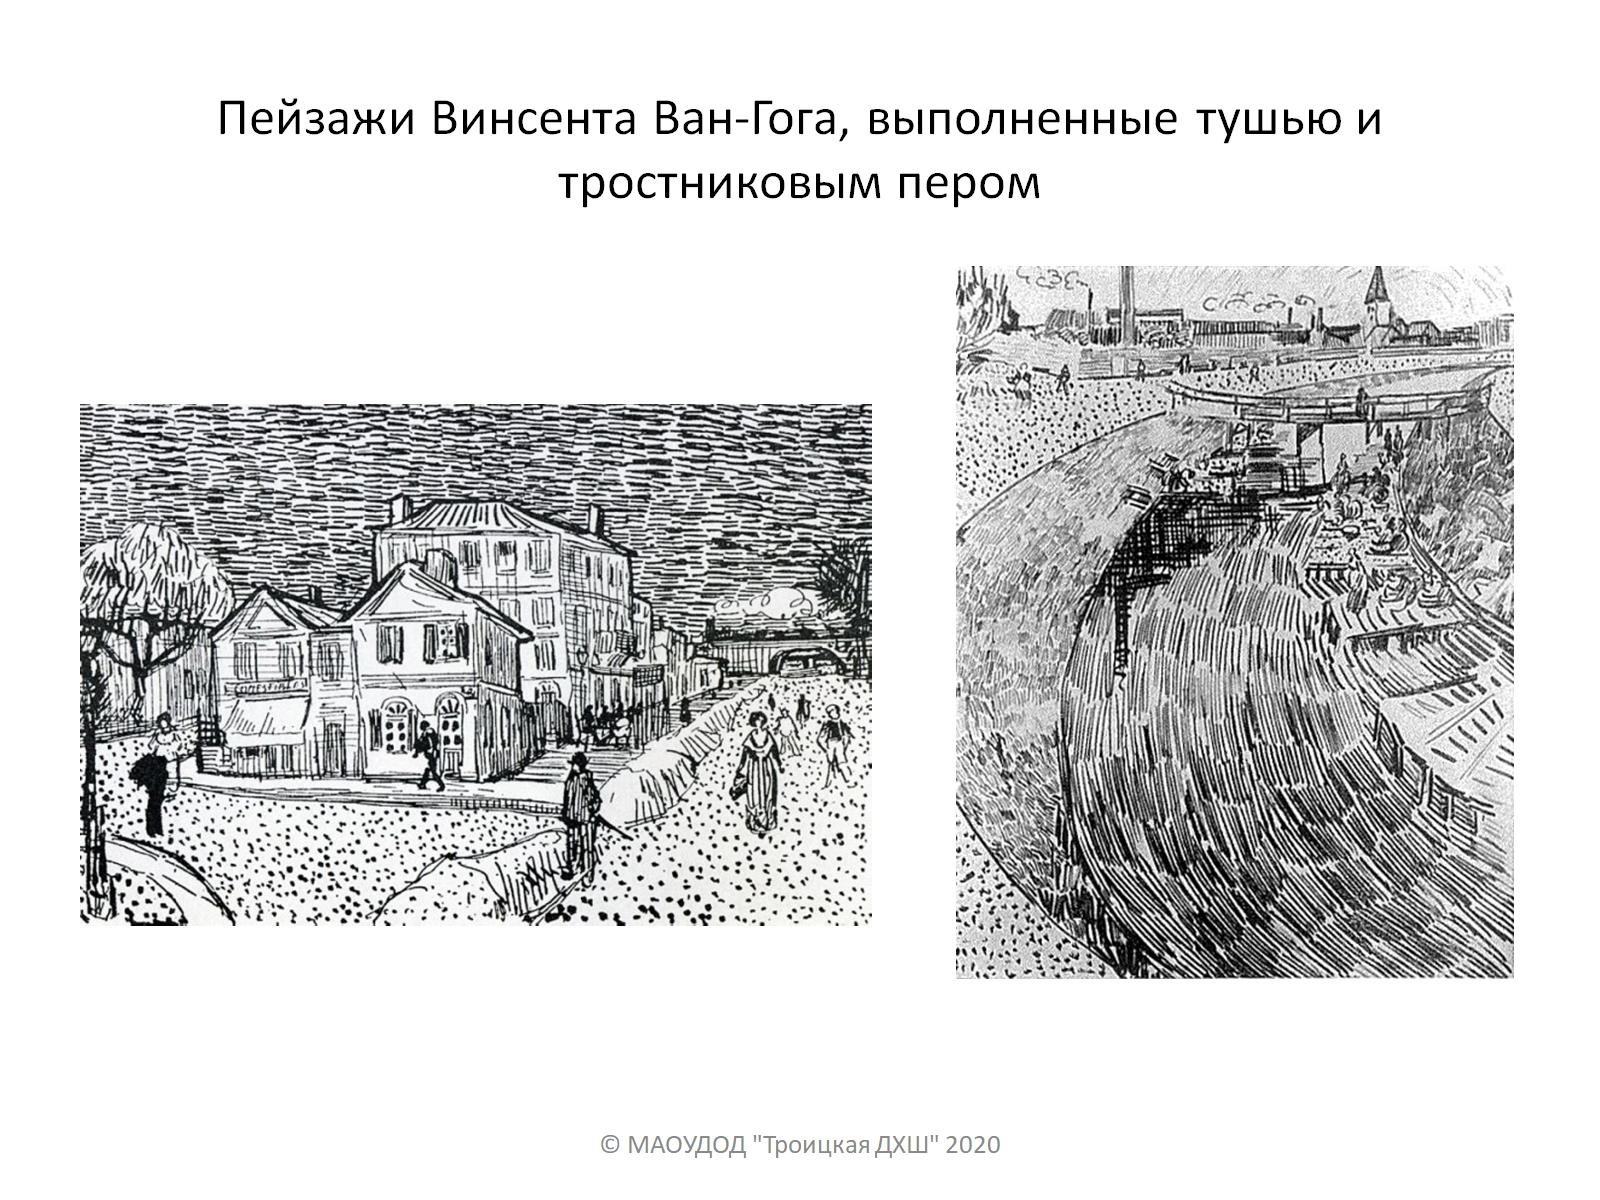 Пейзажи Винсента Ван-Гога, выполненные тушью и
тростниковым пером
© МАОУДОД "Троицкая ДХШ" 2020